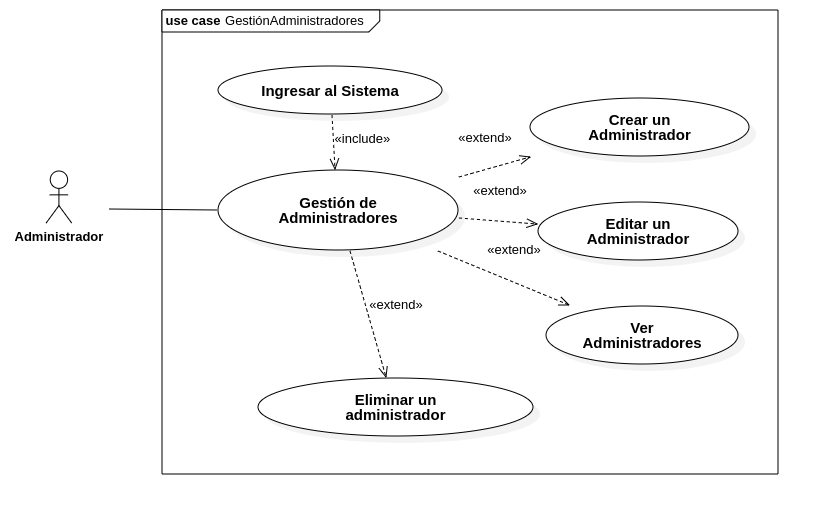 use case GestiónAdministradores
Ingresar al Sistema
«include»
«extend»
Crear un
Administrador
Gestión de
Administradores
«extend»
Editar un
Administrador
Administrador
«extend»
«extend»
Ver
Administradores
Eliminar un
administrador